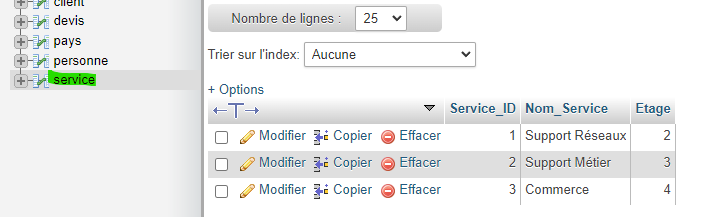 client
devis
pays
personne
service
Nombre de lignes : 25
Trier sur l'index: Aucune
+ Options
Service_ID Nom_Service Etage
Modifier Copier Effacer 1 Support Réseaux 2
Modifier Copier Effacer 2 Support Métier 3
Modifier Copier Effacer 3 Commerce 4